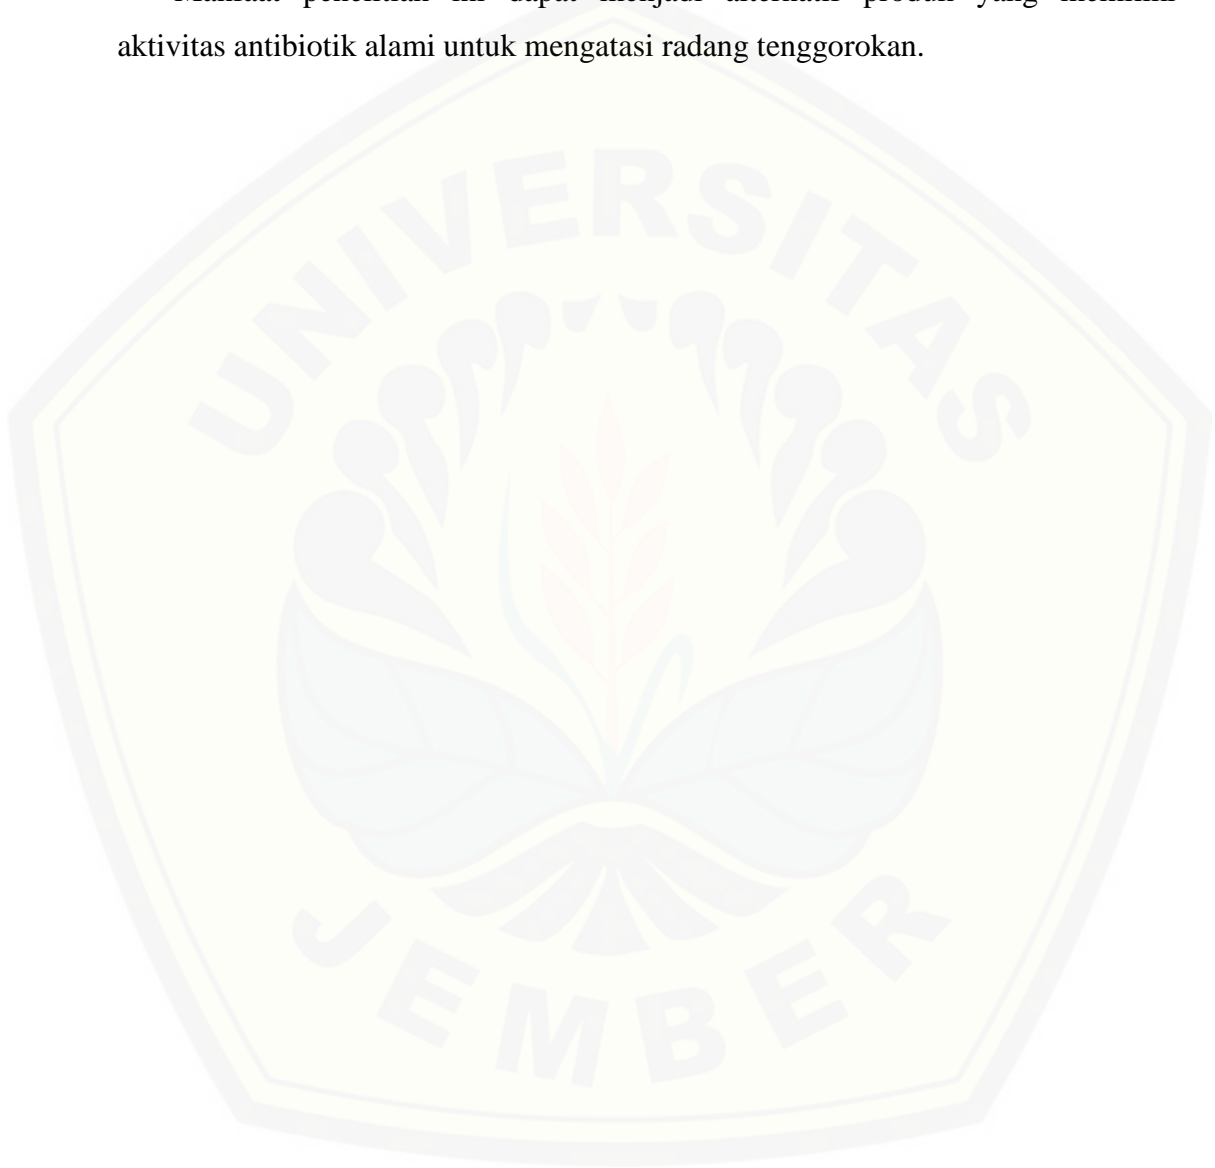 Manfaat penelitian ini dapat menjadi alternatif produk yang memiliki
aktivitas antibiotik alami untuk mengatasi radang tenggorokan.
UNIVERSITAS
JEMBER